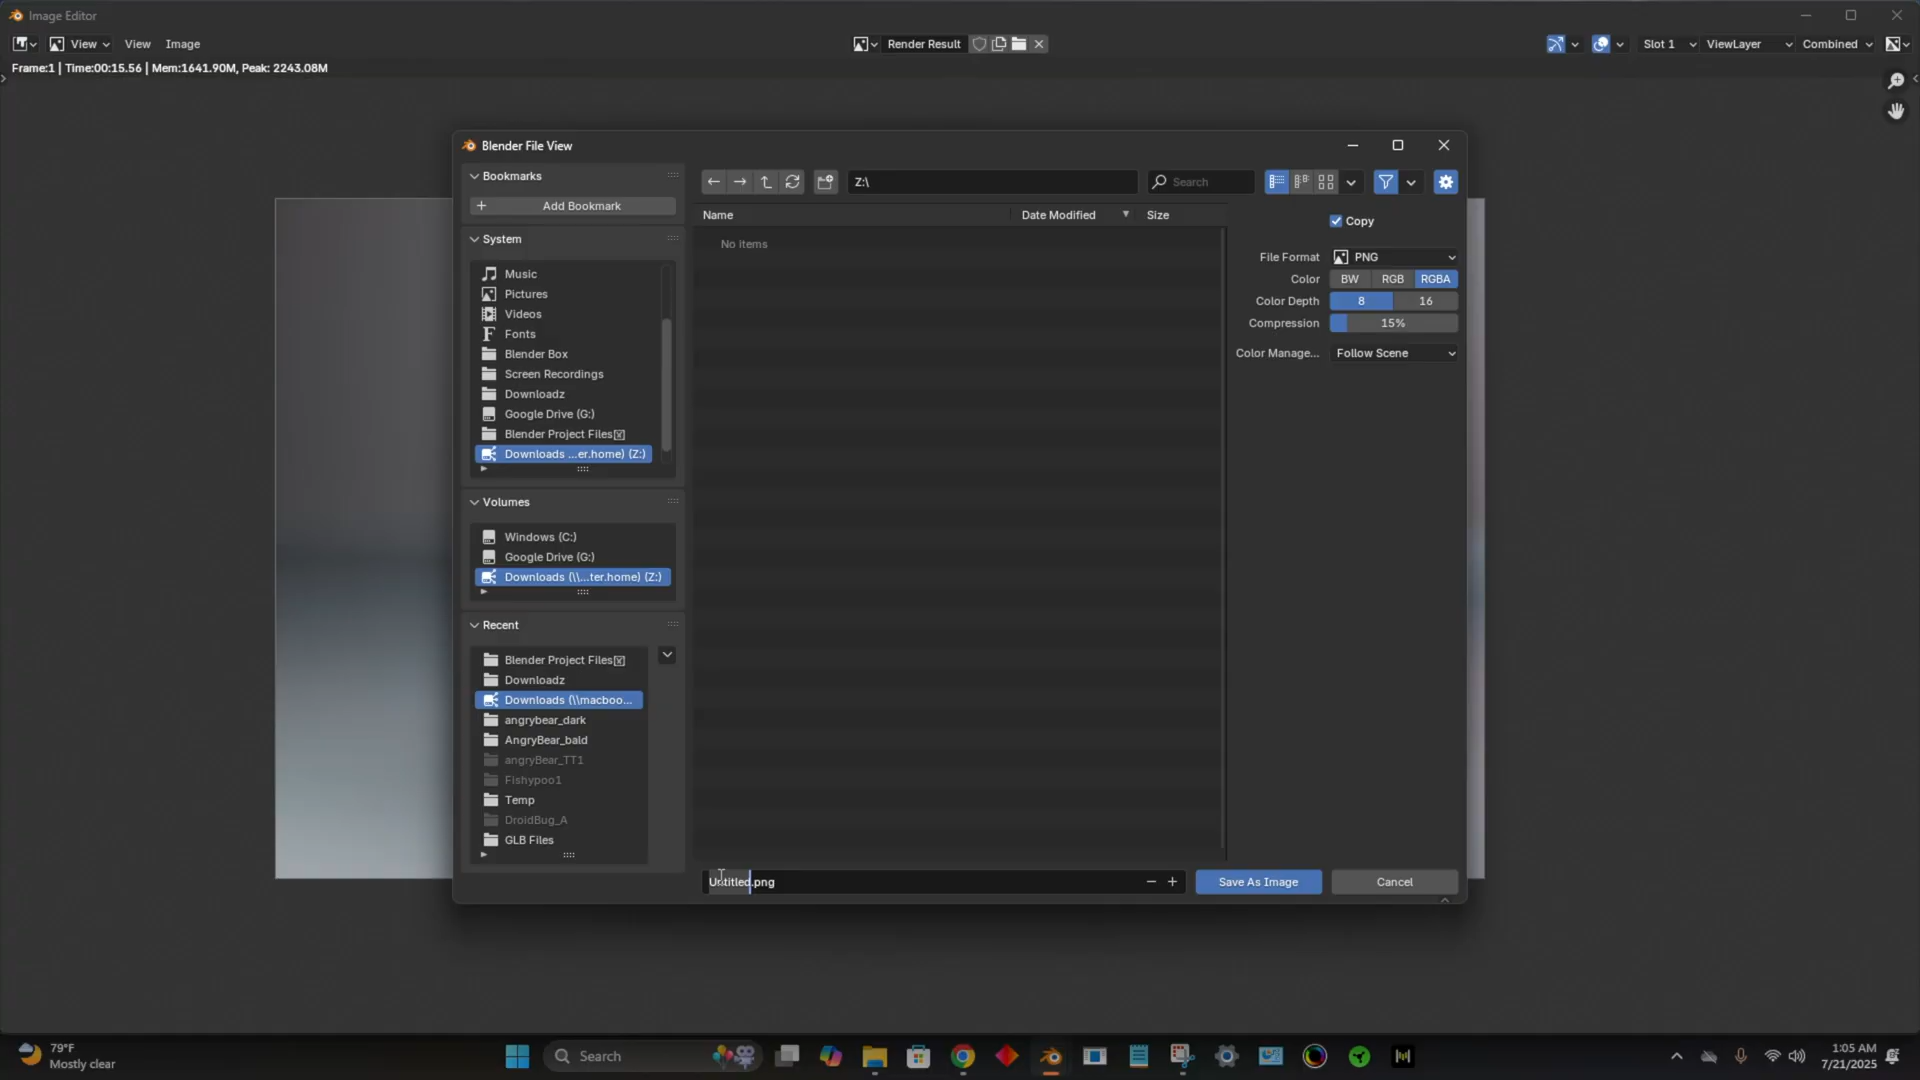 Image Editor
View
View
Image
Render Result
Slot 1
ViewLayer
Combined
Frame:1 | Time:00:15.56 | Mem:1641.90M, Peak: 2243.08M
Blender File View
Bookmarks
Add Bookmark
System
Music
Pictures
Videos
Fonts
Blender Box
Screen Recordings
Downloadz
Google Drive (G:)
Blender Project Files
Downloads ...er.home) (Z:)
Volumes
Windows (C:)
Google Drive (G:)
Downloads (\\...ter.home) (Z:)
Recent
Blender Project Files
Downloadz
Downloads (\\macboo...
angrybear_dark
AngryBear_bald
angryBear_TT1
Fishypoo1
Temp
DroidBug_A
GLB Files
Z:\
Search
Name
Date Modified
Size
No items
Copy
File Format
PNG
Color
BW
RGB
RGBA
Color Depth
8
16
Compression
15%
Color Manage...
Follow Scene
Untitled.png
Save As Image
Cancel
79°F
Mostly clear
Search
1:05 AM
7/21/2025